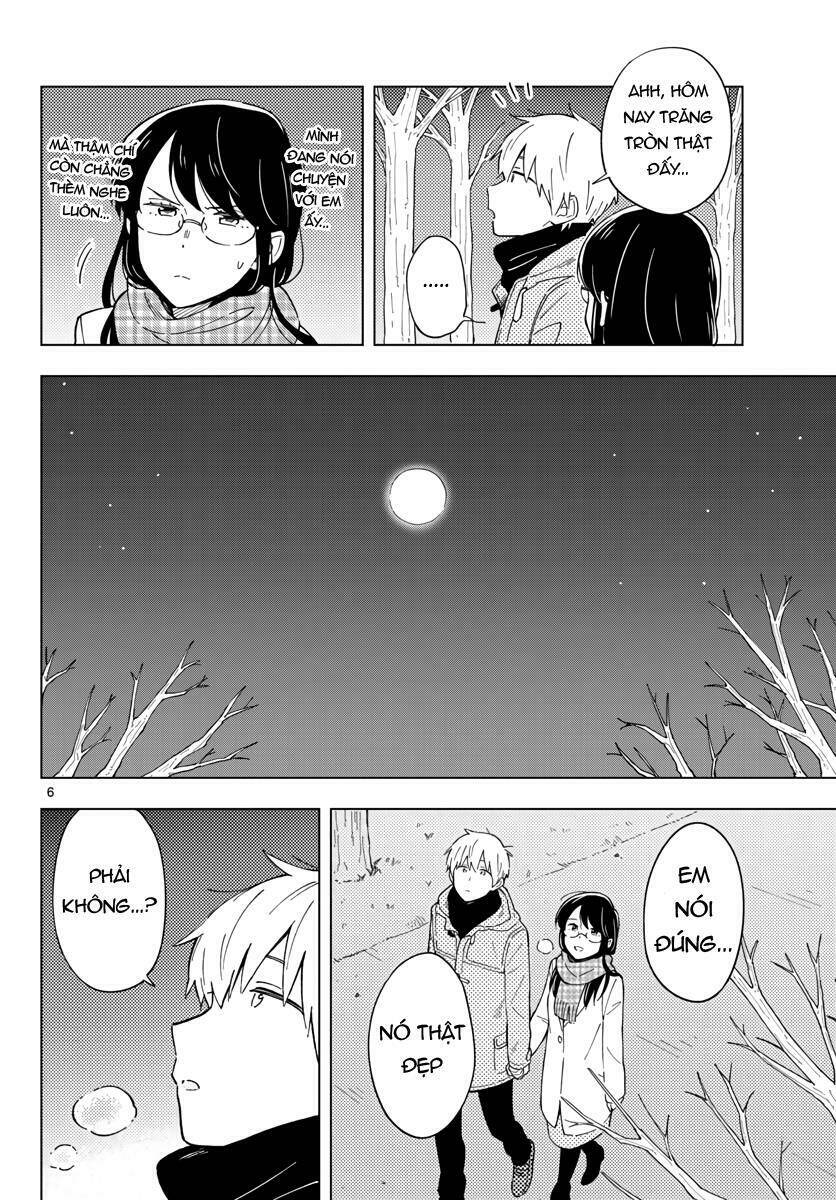 AHH, HÔM
NAY TRĂNG
TRÒN THẬT
ĐẤY...
.....
MÌNH
ĐANG NÓI
CHUYỆN
VỚI EM
ẤY...
MÀ THẬM CHÍ
CÒN CHẲNG
THÈM NGHE
LUÔN...
6
EM
NÓI
ĐÚNG...
NÓ THẬT
ĐẸP
PHẢI
KHÔNG...?